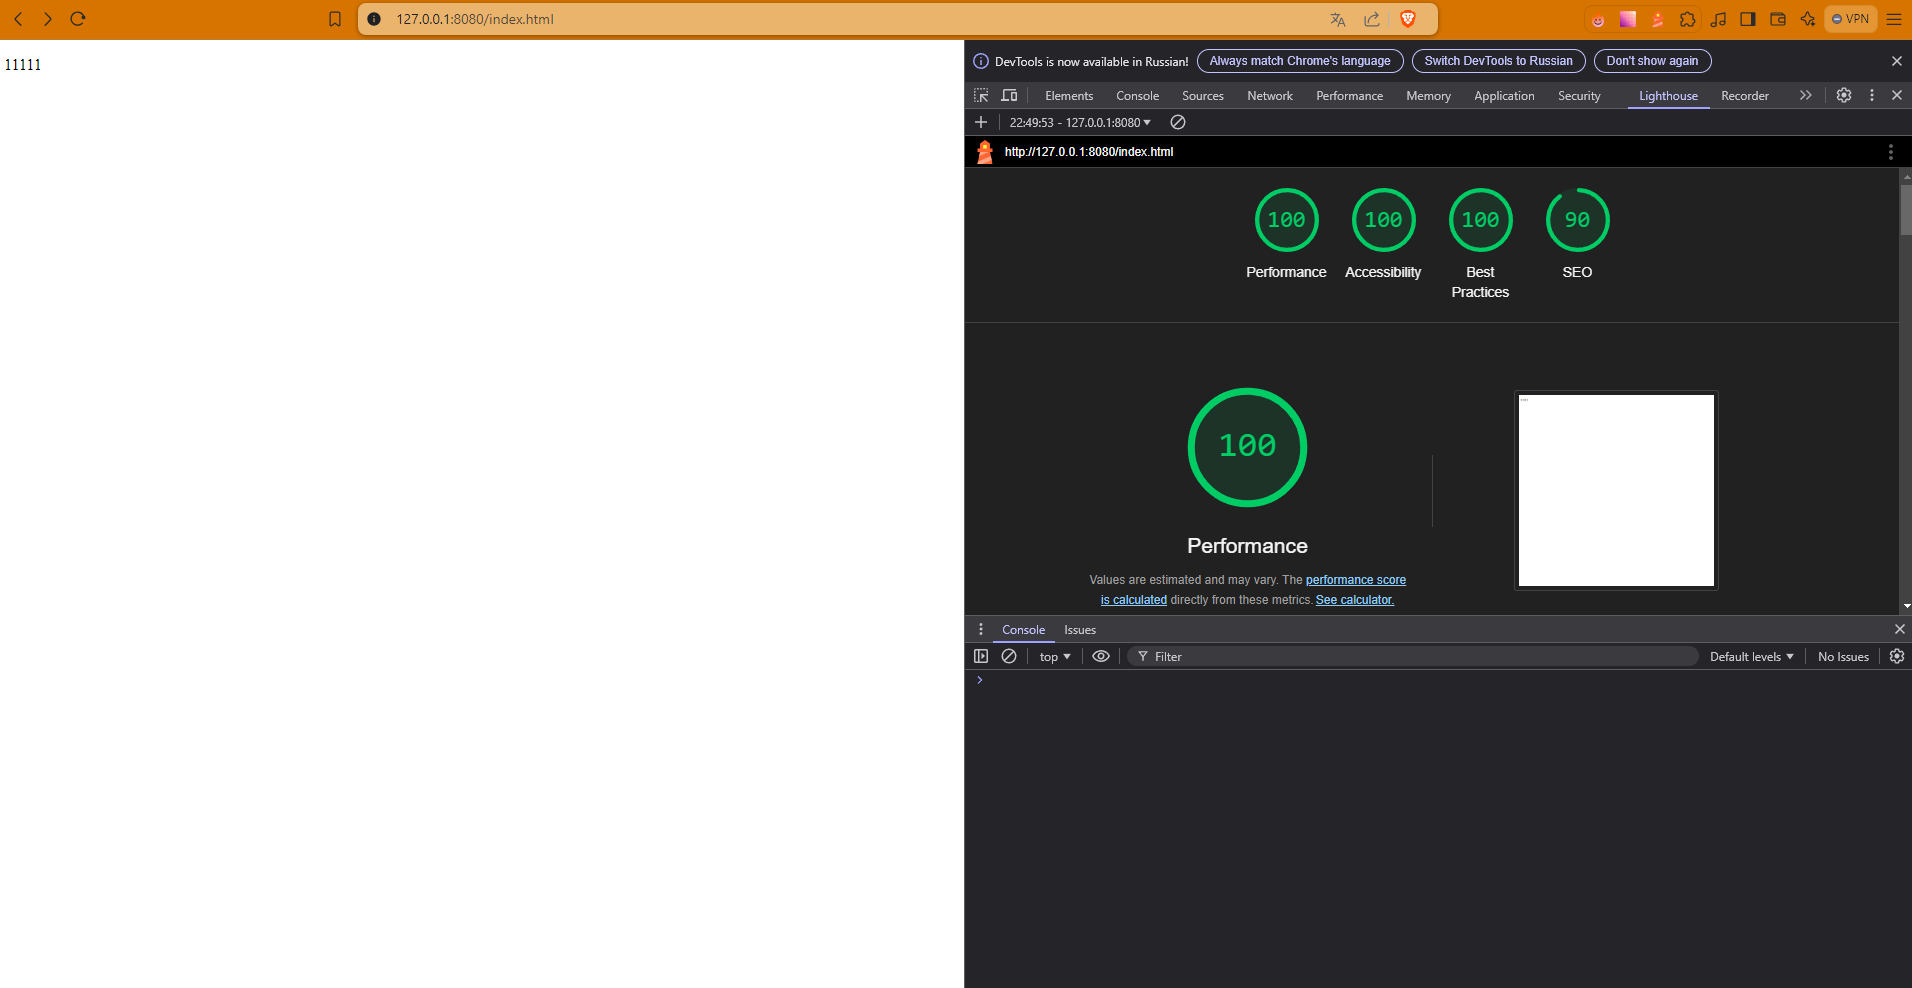 127.0.0.1:8080/index.html
VPN
11111
DevTools is now available in Russian! Always match Chrome's language Switch DevTools to Russian Don't show again
Elements Console Sources Network Performance Memory Application Security Lighthouse Recorder
22:49:53 - 127.0.0.1:8080
http://127.0.0.1:8080/index.html
100 100 100 90
Performance Accessibility Best Practices SEO
100
Performance
Values are estimated and may vary. The performance score
is calculated directly from these metrics. See calculator.
Console Issues
top Filter Default levels No Issues